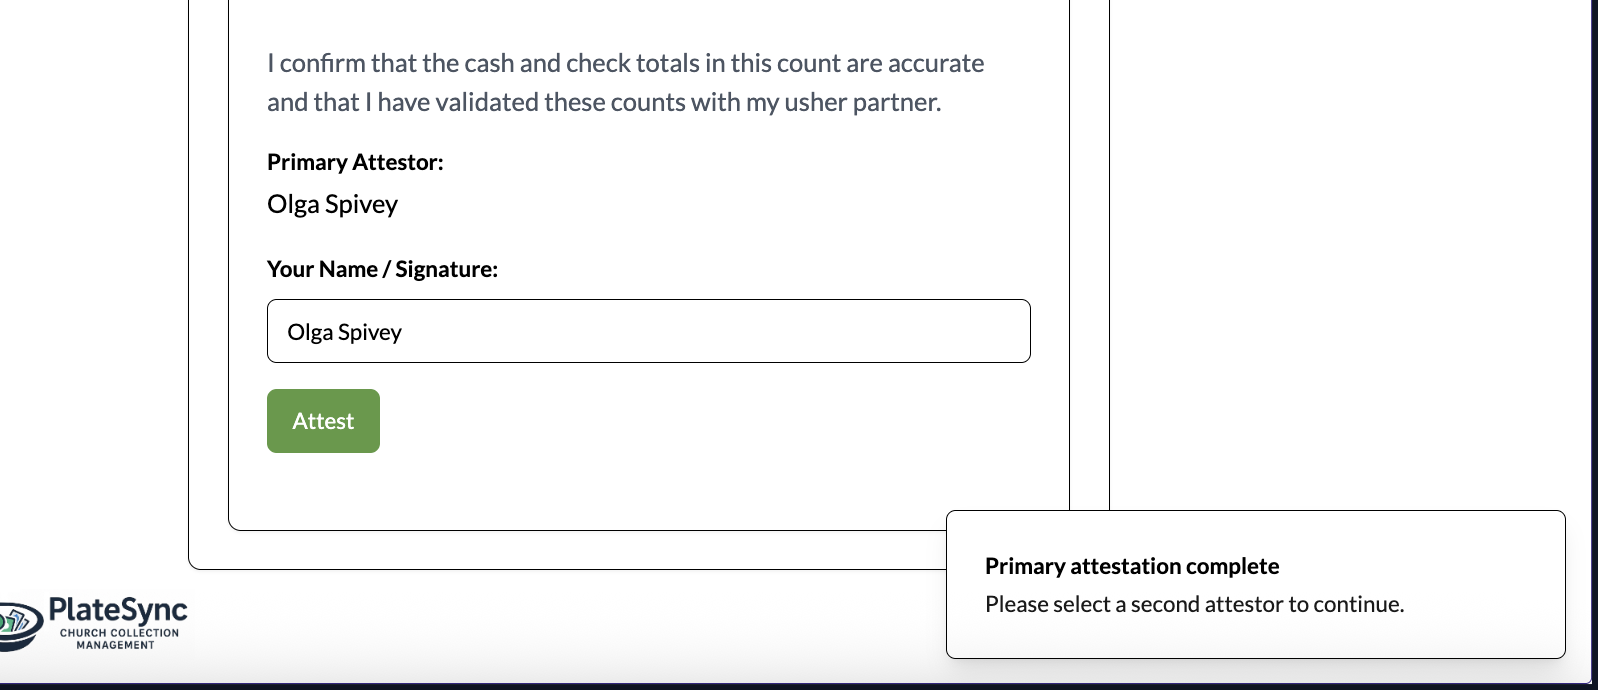 I confirm that the cash and check totals in this count are accurate
and that I have validated these counts with my usher partner.
Primary Attestor:
Olga Spivey
Your Name / Signature:
Olga Spivey
Attest
Primary attestation complete
Please select a second attestor to continue.
PlateSync
CHURCH COLLECTION
MANAGEMENT